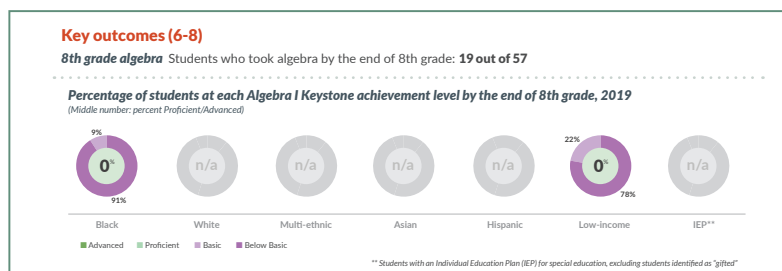 Key outcomes (6-8)
8th grade algebra Students who took algebra by the end of 8th grade: 19 out of 57
Percentage of students at each Algebra I Keystone achievement level by the end of 8th grade, 2019
(Middle number: percent Proficient/Advanced)
9%
22%
0% n/a n/a n/a n/a 0% n/a
91%
78%
Black White Multi-ethnic Asian Hispanic Low-income IEP**
Advanced Proficient Basic Below Basic
** Students with an Individual Education Plan (IEP) for special education, excluding students identified as "gifted"